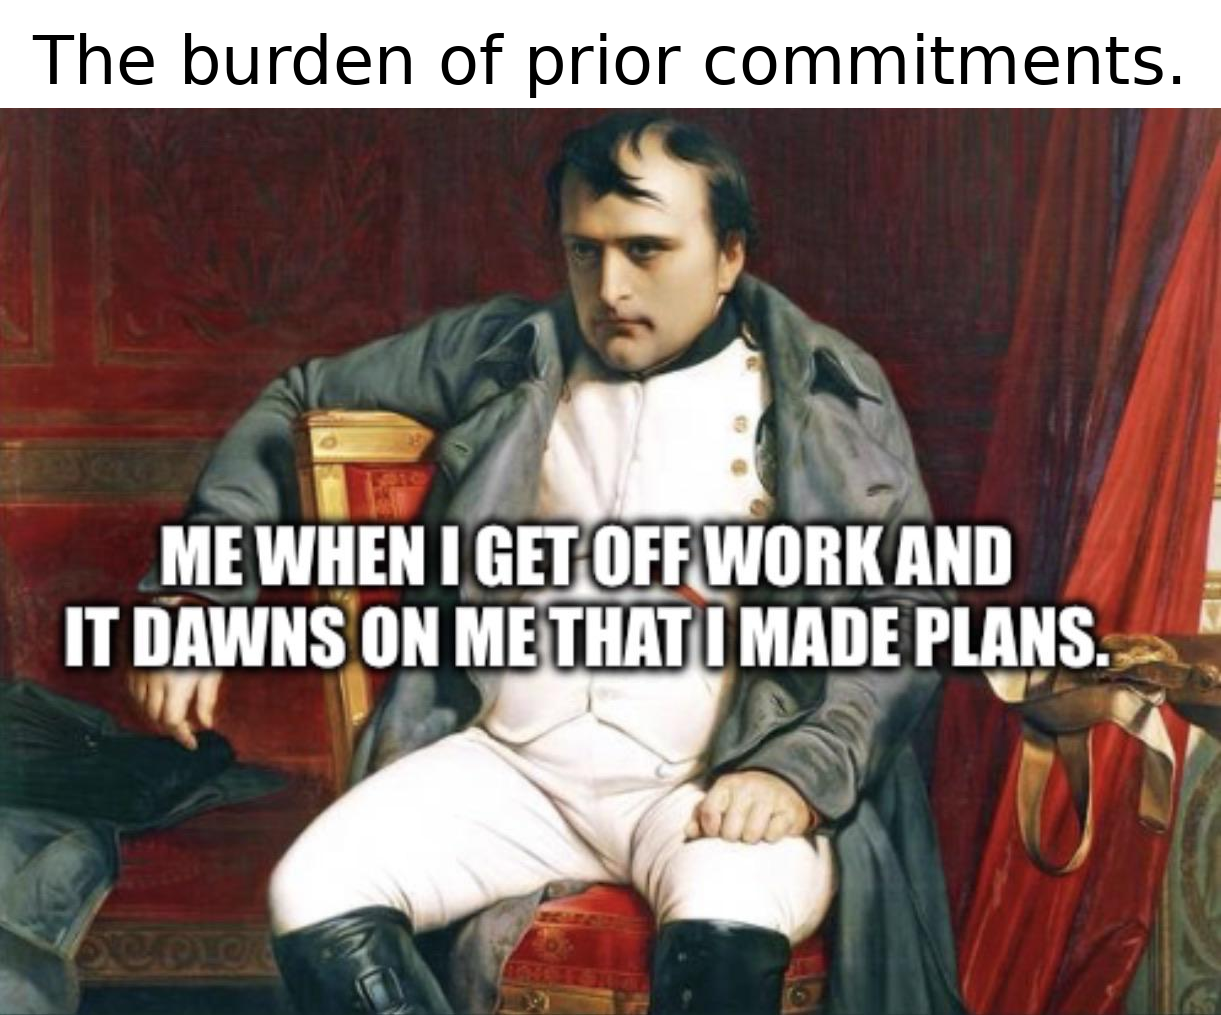 The burden of prior commitments.
ME WHEN I GET OFF WORK AND
IT DAWNS ON ME THAT I MADE PLANS.